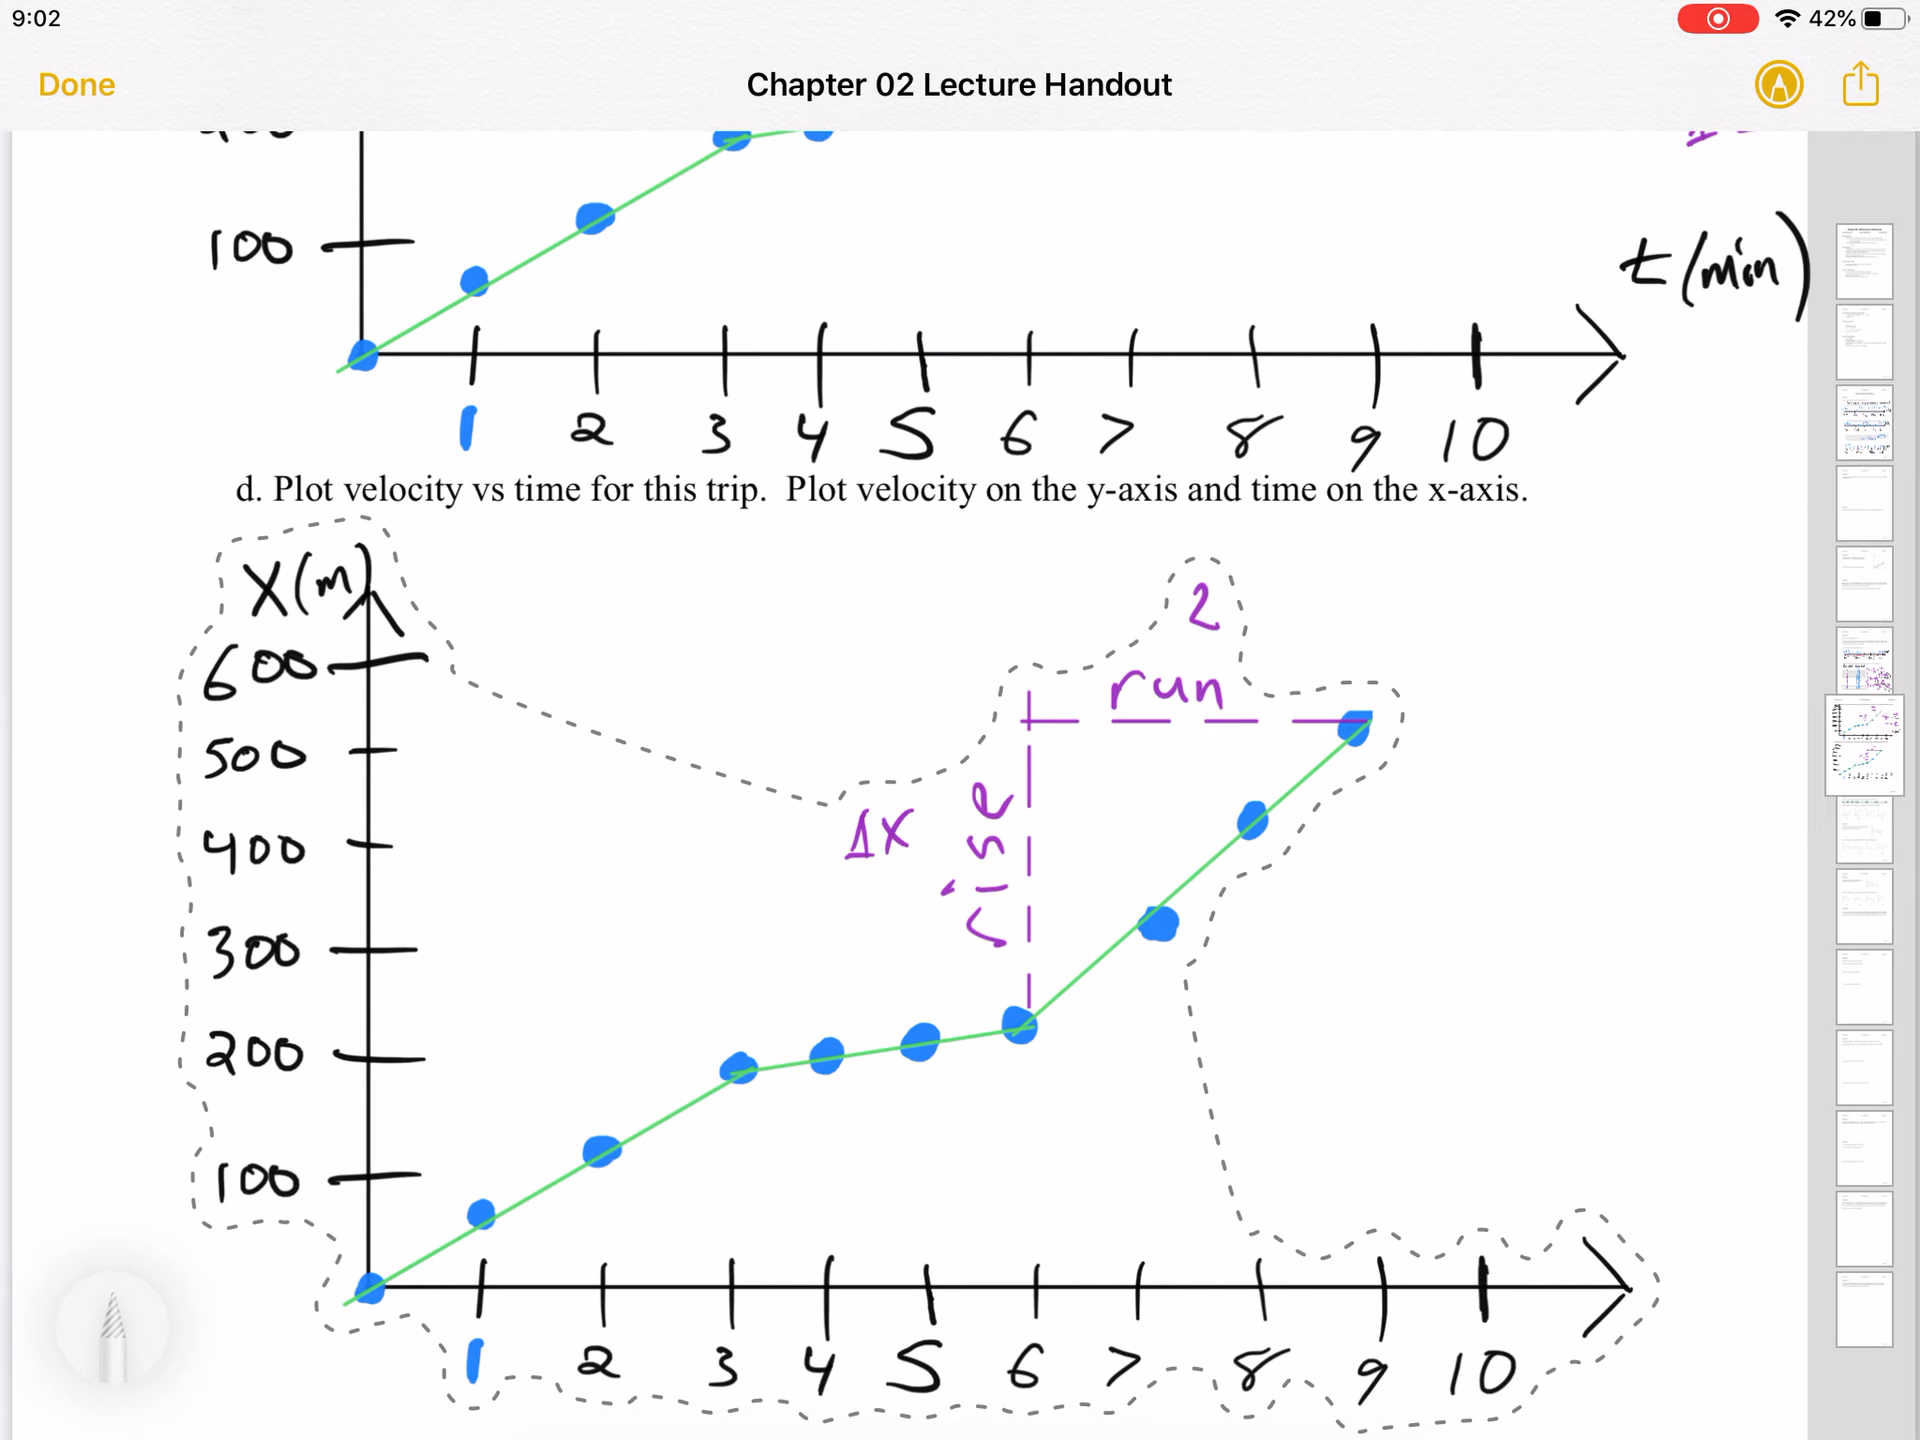 9:02
42%
Done
Chapter 02 Lecture Handout
100
t(min)
1 2 3 4 5 6 7 8 9 10
d. Plot velocity vs time for this trip.  Plot velocity on the y-axis and time on the x-axis.
X(m)
2
600
run
500
1X
rise
400
300
200
100
1 2 3 4 5 6 7 8 9 10